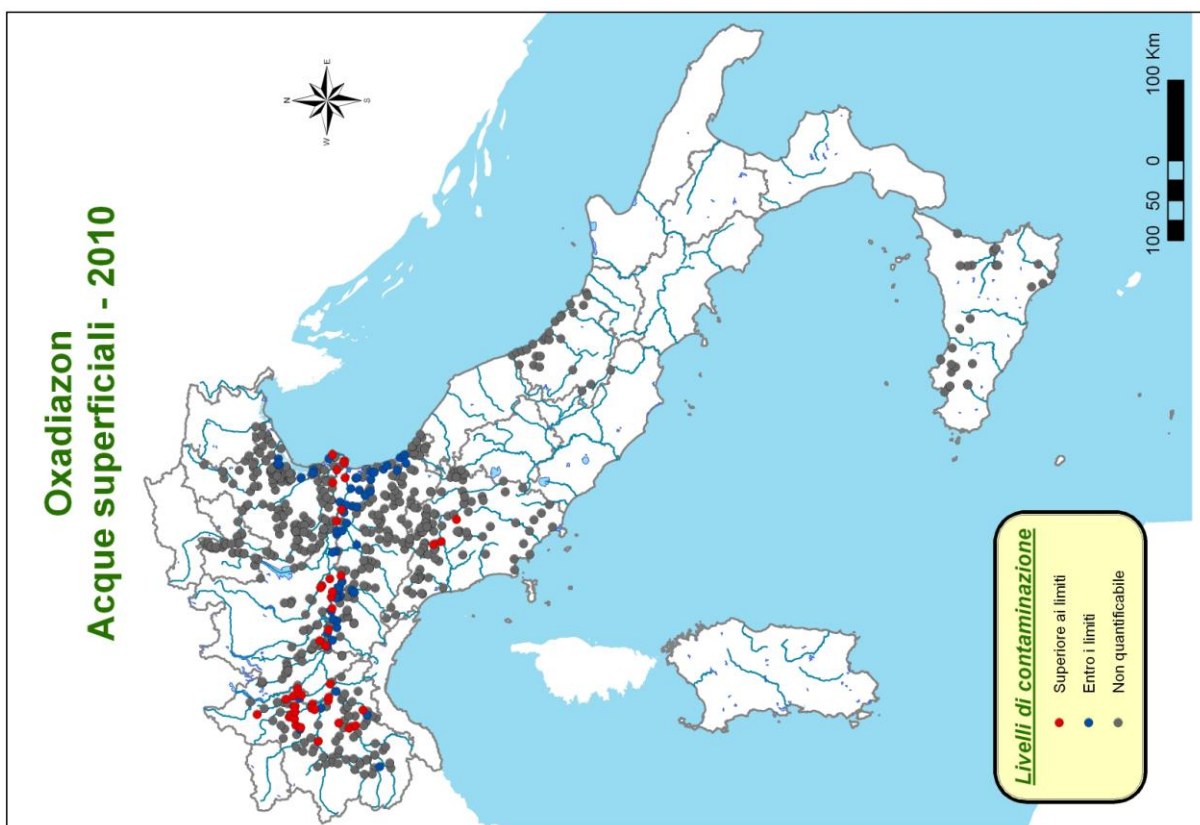 Oxadiazon
Acque superficiali - 2010
N
W
E
S
Livelli di contaminazione
Superiore ai limiti
Entro i limiti
Non quantificabile
100 50 0 100 Km